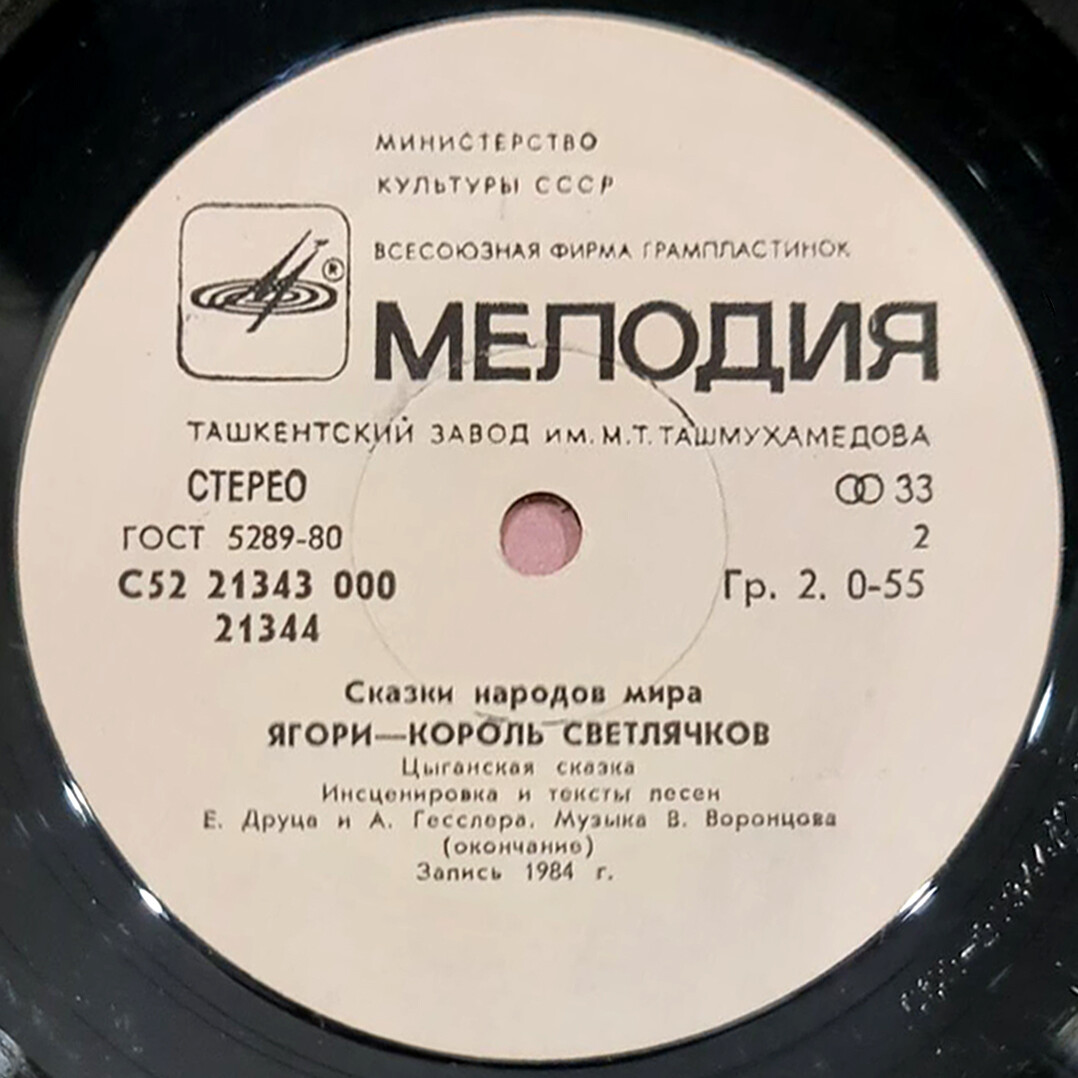 МИНИСТЕРСТВО
КУЛЬТУРЫ СССР
ВСЕСОЮЗНАЯ ФИРМА ГРАМПЛАСТИНОК
®
МЕЛОДИЯ
ТАШКЕНТСКИЙ ЗАВОД ИМ. М.Т. ТАШМУХАМЕДОВА
СТЕРЕО
33
ГОСТ 5289-80
2
С52 21343 000
Гр. 2. 0-55
21344
Сказки народов мира
ЯГОРИ—КОРОЛЬ СВЕТЛЯЧКОВ
Цыганская сказка
Инсценировка и тексты песен
Е. Друца и А. Гесслера. Музыка В. Воронцова
(окончание)
Запись 1984 г.